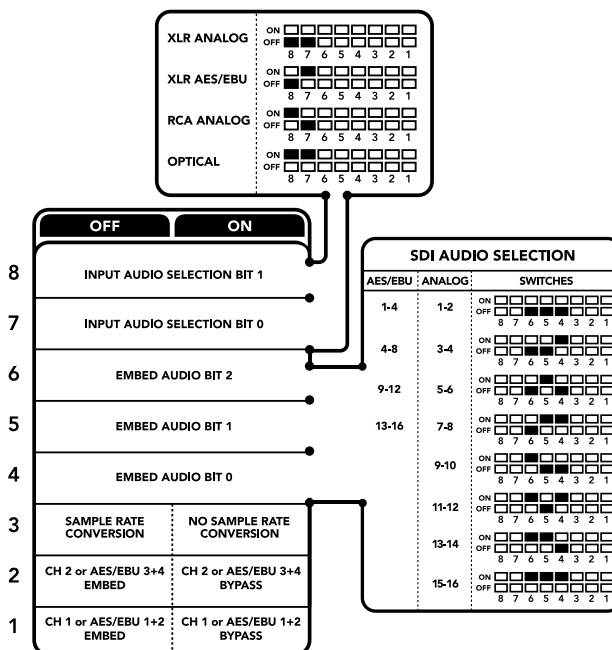 XLR ANALOG
ON
OFF
8 7 6 5 4 3 2 1
XLR AES/EBU
ON
OFF
8 7 6 5 4 3 2 1
RCA ANALOG
ON
OFF
8 7 6 5 4 3 2 1
OPTICAL
ON
OFF
8 7 6 5 4 3 2 1
OFF ON
8 INPUT AUDIO SELECTION BIT 1
7 INPUT AUDIO SELECTION BIT 0
6 EMBED AUDIO BIT 2
5 EMBED AUDIO BIT 1
4 EMBED AUDIO BIT 0
3 SAMPLE RATE CONVERSION NO SAMPLE RATE CONVERSION
2 CH 2 or AES/EBU 3+4 EMBED CH 2 or AES/EBU 3+4 BYPASS
1 CH 1 or AES/EBU 1+2 EMBED CH 1 or AES/EBU 1+2 BYPASS
SDI AUDIO SELECTION
AES/EBU ANALOG SWITCHES
1-4 1-2
ON
OFF
8 7 6 5 4 3 2 1
4-8 3-4
ON
OFF
8 7 6 5 4 3 2 1
9-12 5-6
ON
OFF
8 7 6 5 4 3 2 1
13-16 7-8
ON
OFF
8 7 6 5 4 3 2 1
9-10
ON
OFF
8 7 6 5 4 3 2 1
11-12
ON
OFF
8 7 6 5 4 3 2 1
13-14
ON
OFF
8 7 6 5 4 3 2 1
15-16
ON
OFF
8 7 6 5 4 3 2 1